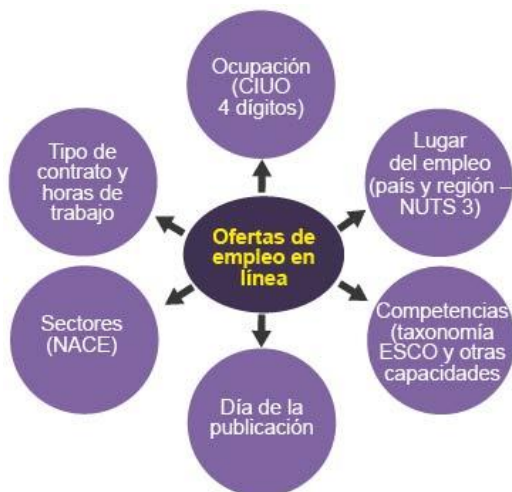 Ocupación
(CIUO
4 dígitos)
Tipo de
contrato y
horas de
trabajo
Lugar
del empleo
(país y región –
NUTS 3)
Ofertas de
empleo en
línea
Sectores
(NACE)
Competencias
(taxonomía
ESCO y otras
capacidades
Día de la
publicación